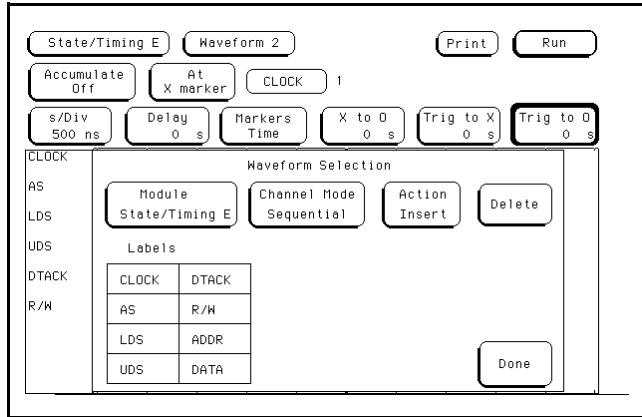 State/Timing E Waveform 2 Print Run
Accumulate Off At X marker CLOCK 1
s/Div 500 ns Delay 0 s Markers Time X to O 0 s Trig to X 0 s Trig to O 0 s
CLOCK
AS
LDS
UDS
DTACK
R/W
Waveform Selection
Module State/Timing E Channel Mode Sequential Action Insert Delete
Labels
CLOCK DTACK
AS R/W
LDS ADDR
UDS DATA
Done